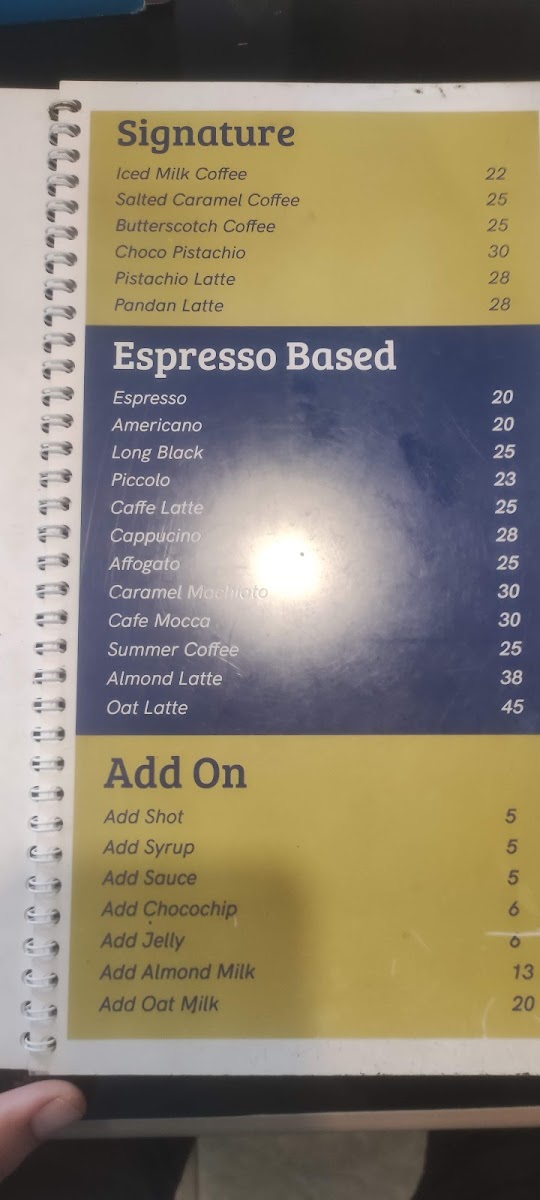 Signature
Iced Milk Coffee 22
Salted Caramel Coffee 25
Butterscotch Coffee 25
Choco Pistachio 30
Pistachio Latte 28
Pandan Latte 28
Espresso Based
Espresso 20
Americano 20
Long Black 25
Piccolo 23
Caffe Latte 25
Cappucino 28
Affogato 25
Caramel Machiato 30
Cafe Mocca 30
Summer Coffee 25
Almond Latte 38
Oat Latte 45
Add On
Add Shot 5
Add Syrup 5
Add Sauce 5
Add Chocochip 6
Add Jelly 6
Add Almond Milk 13
Add Oat Milk 20